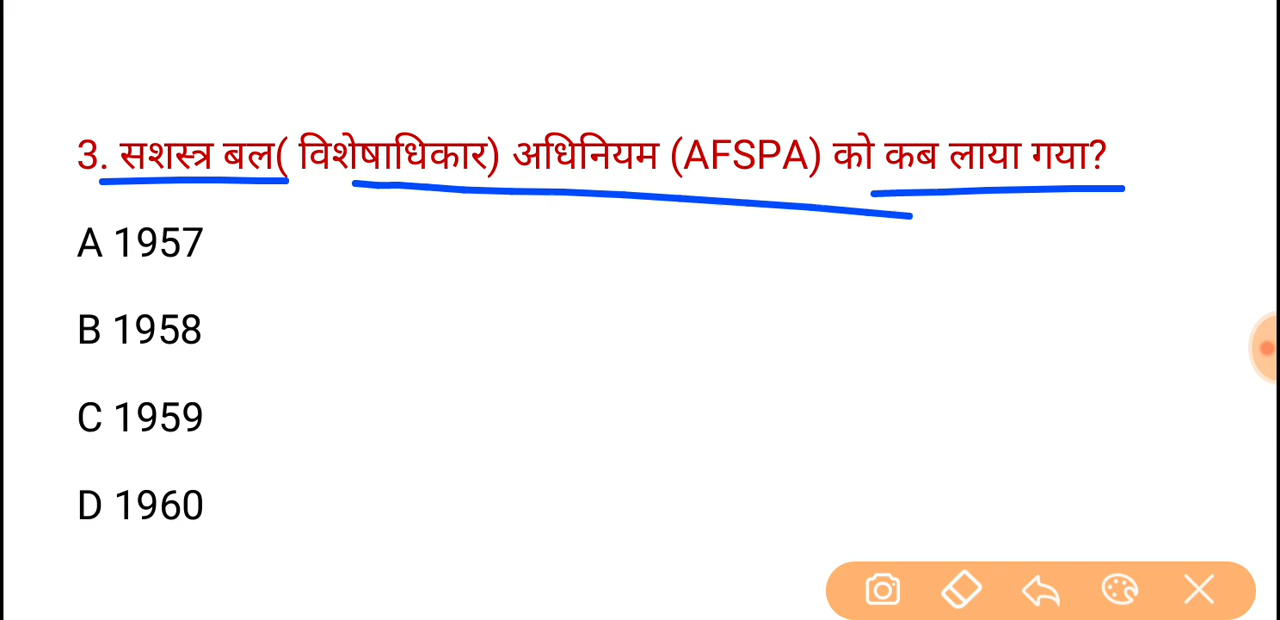 3. सशस्त्र बल( विशेषाधिकार) अधिनियम (AFSPA) को कब लाया गया?
A 1957
B 1958
C 1959
D 1960